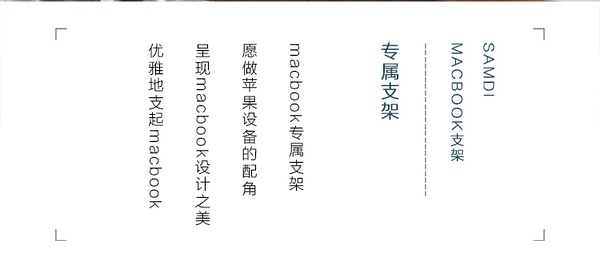 SAMDI
MACBOOK支架
专属支架
macbook专属支架
愿做苹果设备的配角
呈现macbook设计之美
优雅地支起macbook